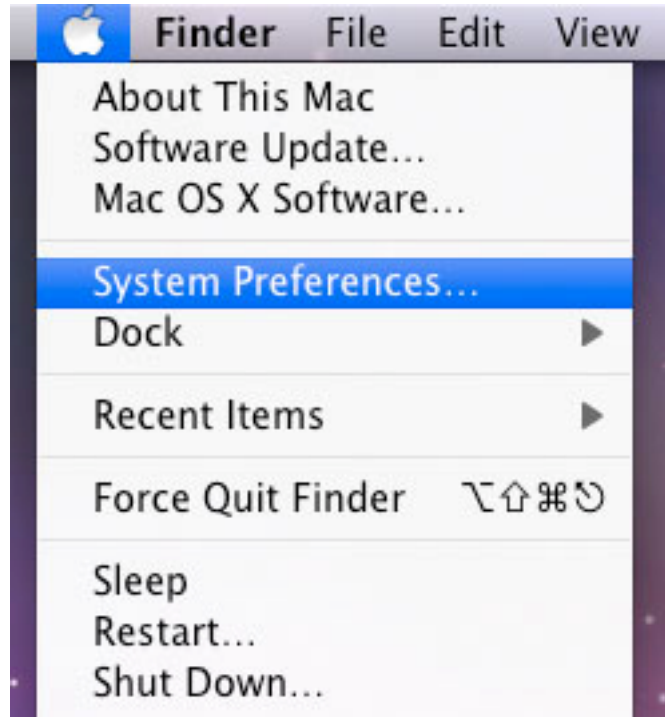 Finder File Edit View
About This Mac
Software Update...
Mac OS X Software...
System Preferences...
Dock
Recent Items
Force Quit Finder ⌥⇧⌘⎋
Sleep
Restart...
Shut Down...